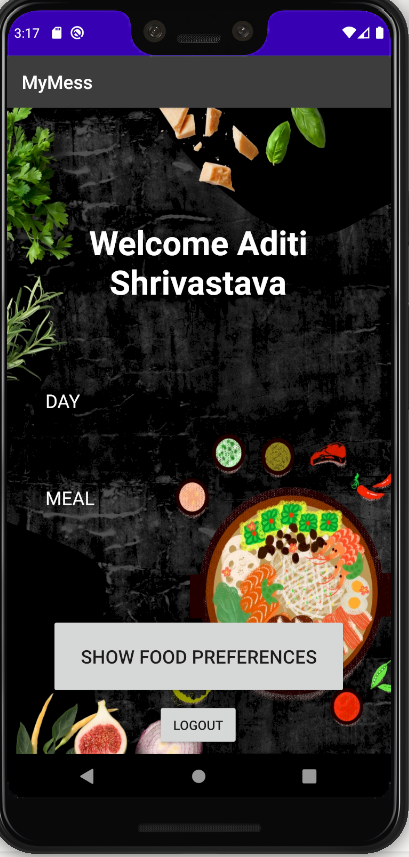 3:17
MyMess
Welcome Aditi
Shrivastava
DAY
MEAL
SHOW FOOD PREFERENCES
LOGOUT